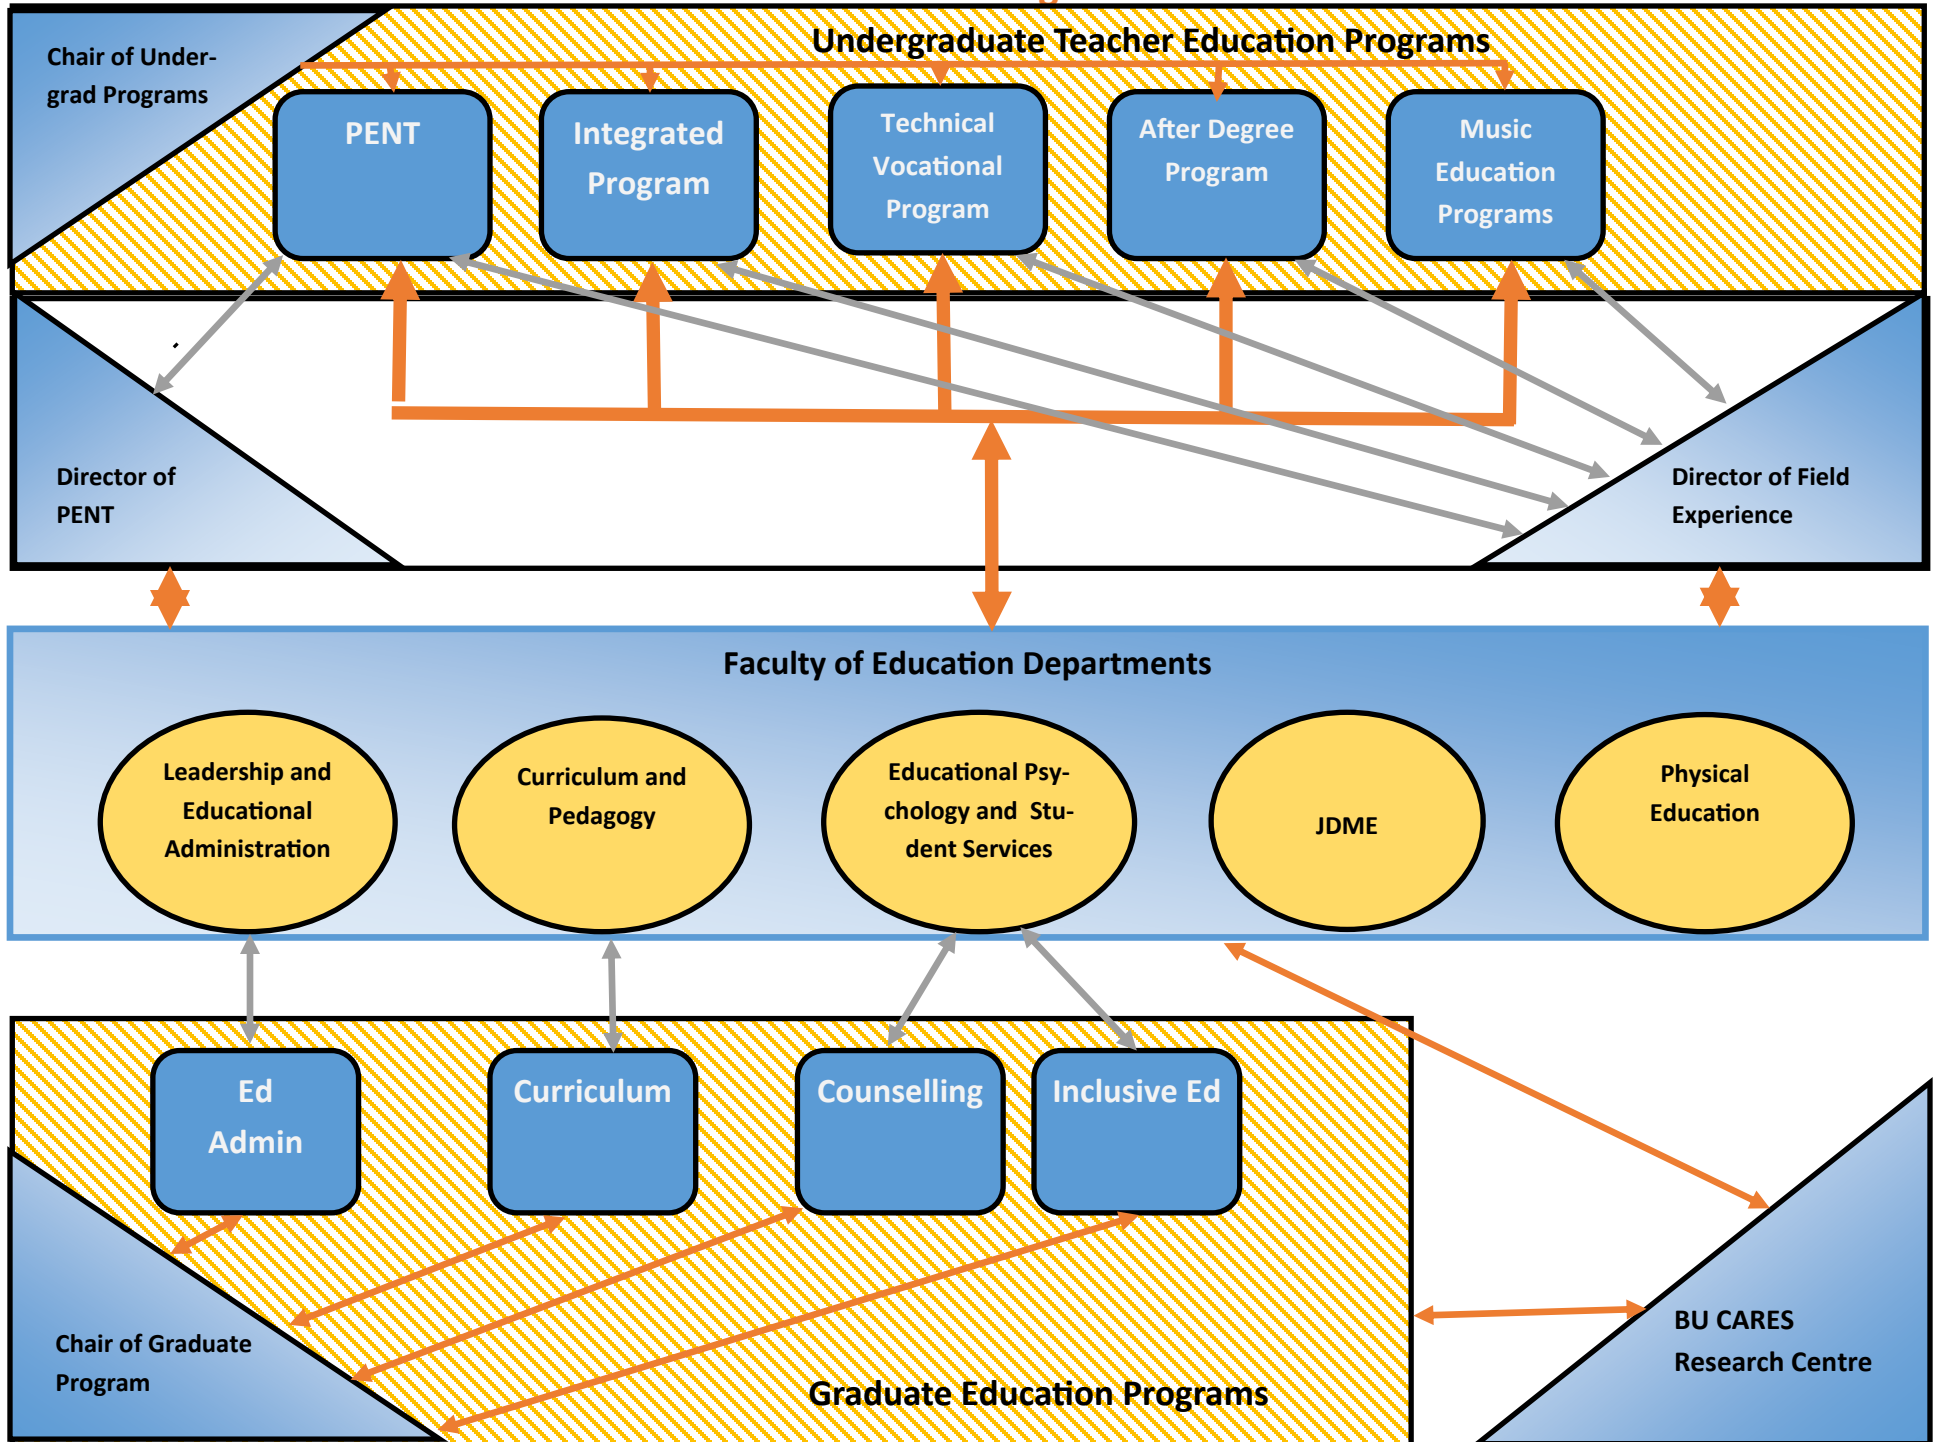 Undergraduate Teacher Education Programs
Chair of Under-
grad Programs
PENT
Integrated
Program
Technical
Vocational
Program
After Degree
Program
Music
Education
Programs
Director of
PENT
Director of Field
Experience
Faculty of Education Departments
Leadership and
Educational
Administration
Curriculum and
Pedagogy
Educational Psy-
chology and Stu-
dent Services
JDME
Physical
Education
Ed
Admin
Curriculum
Counselling
Inclusive Ed
Chair of Graduate
Program
Graduate Education Programs
BU CARES
Research Centre